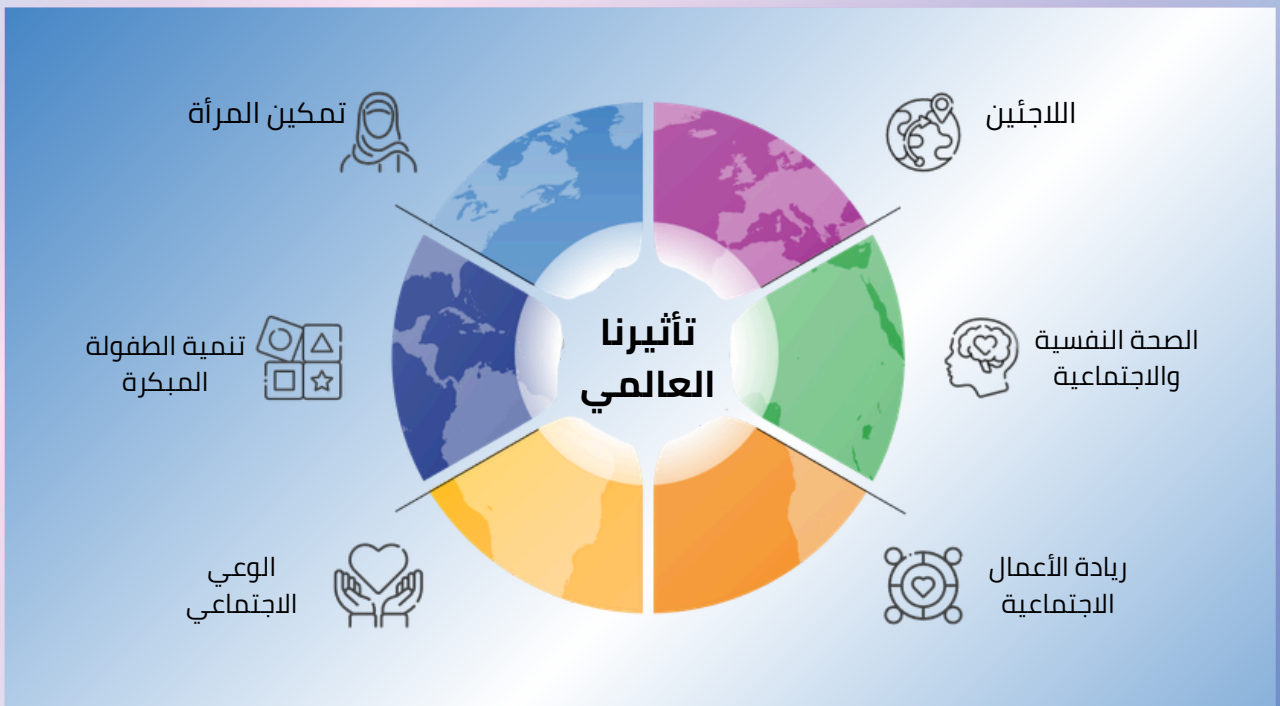 اللاجئين
تمكين المرأة
تأثيرنا
العالمي
الصحة النفسية
والاجتماعية
تنمية الطفولة
المبكرة
ريادة الأعمال
الاجتماعية
الوعي
الاجتماعي